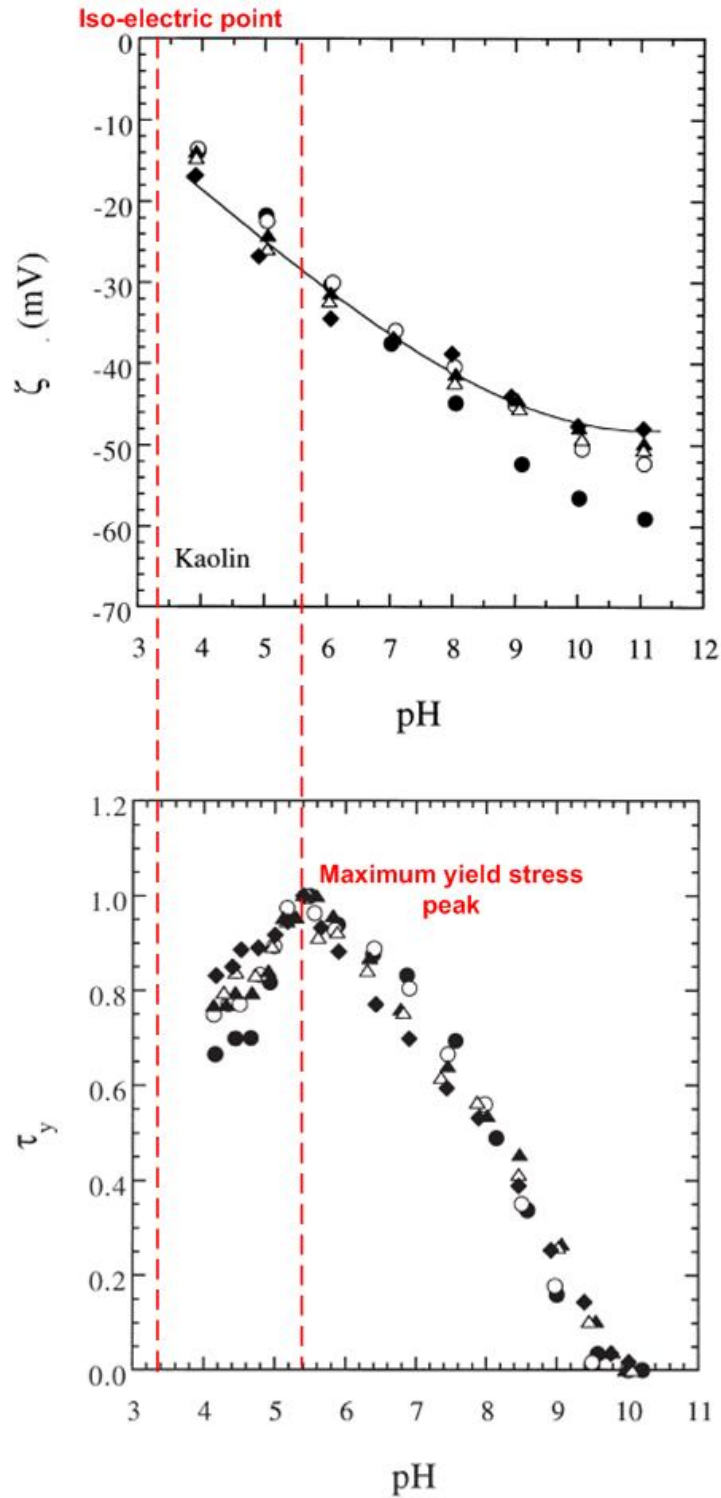 Iso-electric point
0
-10
-20
-30
-40
-50
-60
-70
ζ . (mV)
Kaolin
3 4 5 6 7 8 9 10 11 12
pH
1.2
1.0
0.8
0.6
0.4
0.2
0.0
τy
Maximum yield stress
peak
3 4 5 6 7 8 9 10 11
pH